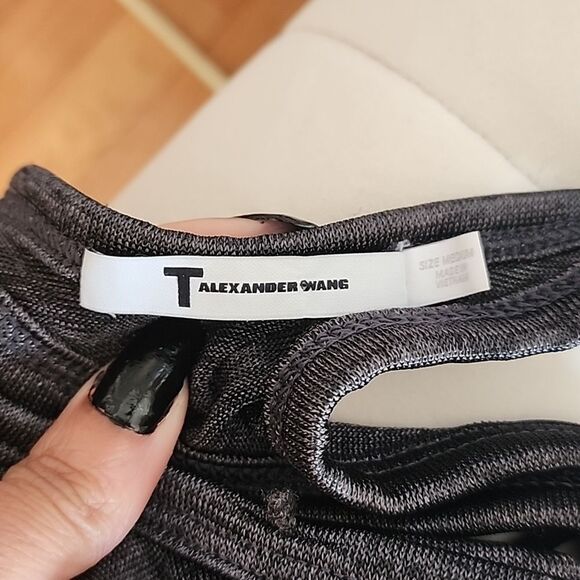 T ALEXANDER WANG
SIZE MEDIUM
MADE IN
VIETNAM